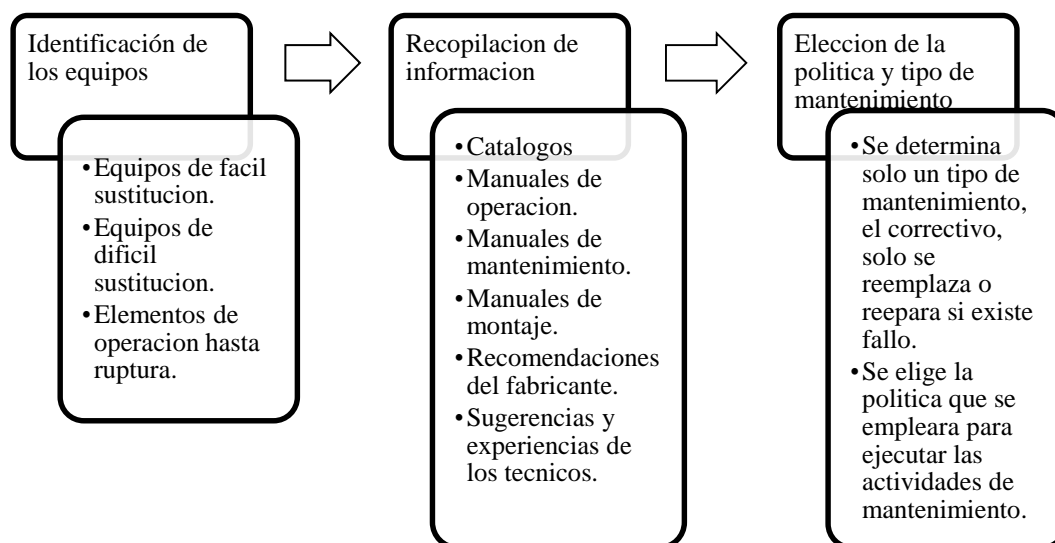 Identificación de
los equipos
•Equipos de facil
sustitucion.
•Equipos de
dificil
sustitucion.
•Elementos de
operacion hasta
ruptura.
Recopilacion de
informacion
•Catalogos
•Manuales de
operacion.
•Manuales de
mantenimiento.
•Manuales de
montaje.
•Recomendaciones
del fabricante.
•Sugerencias y
experiencias de
los tecnicos.
Eleccion de la
politica y tipo de
mantenimiento
•Se determina
solo un tipo de
mantenimiento,
el correctivo,
solo se
reemplaza o
reepara si existe
fallo.
•Se elige la
politica que se
empleara para
ejecutar las
actividades de
mantenimiento.